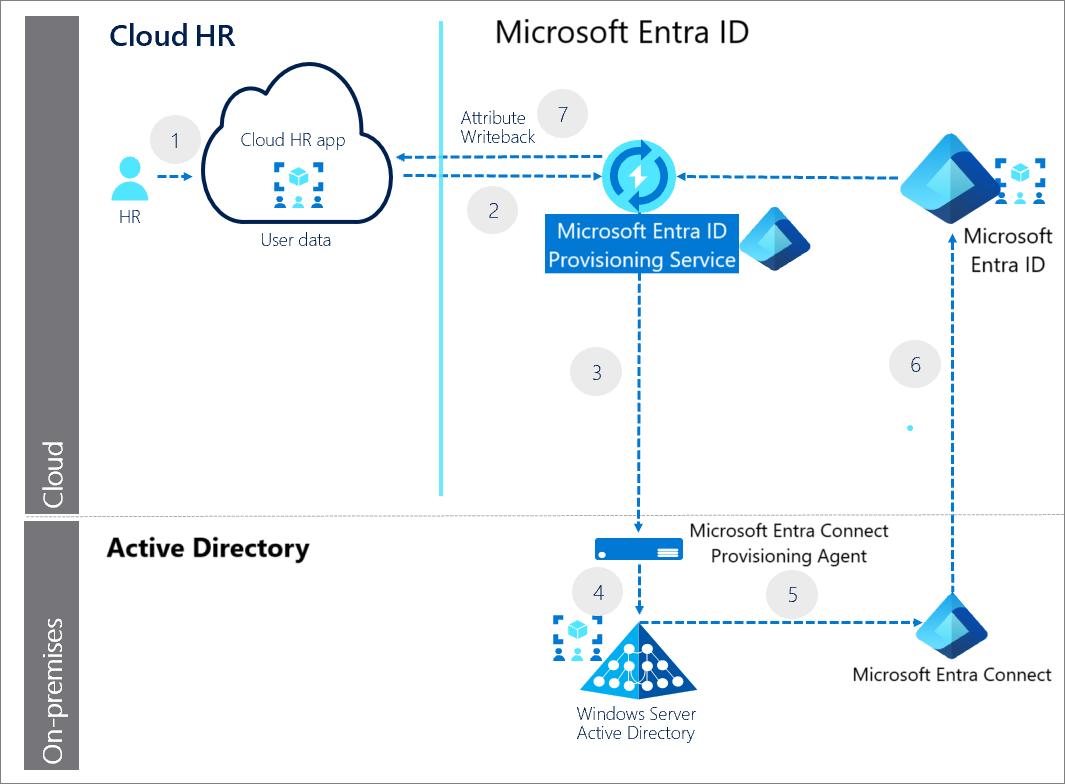 Cloud HR
Microsoft Entra ID
Attribute
Writeback
7
1
Cloud HR app
HR
2
User data
Microsoft Entra ID
Provisioning Service
Microsoft
Entra ID
3
6
Cloud
Active Directory
Microsoft Entra Connect
Provisioning Agent
4
5
On-premises
Microsoft Entra Connect
Windows Server
Active Directory